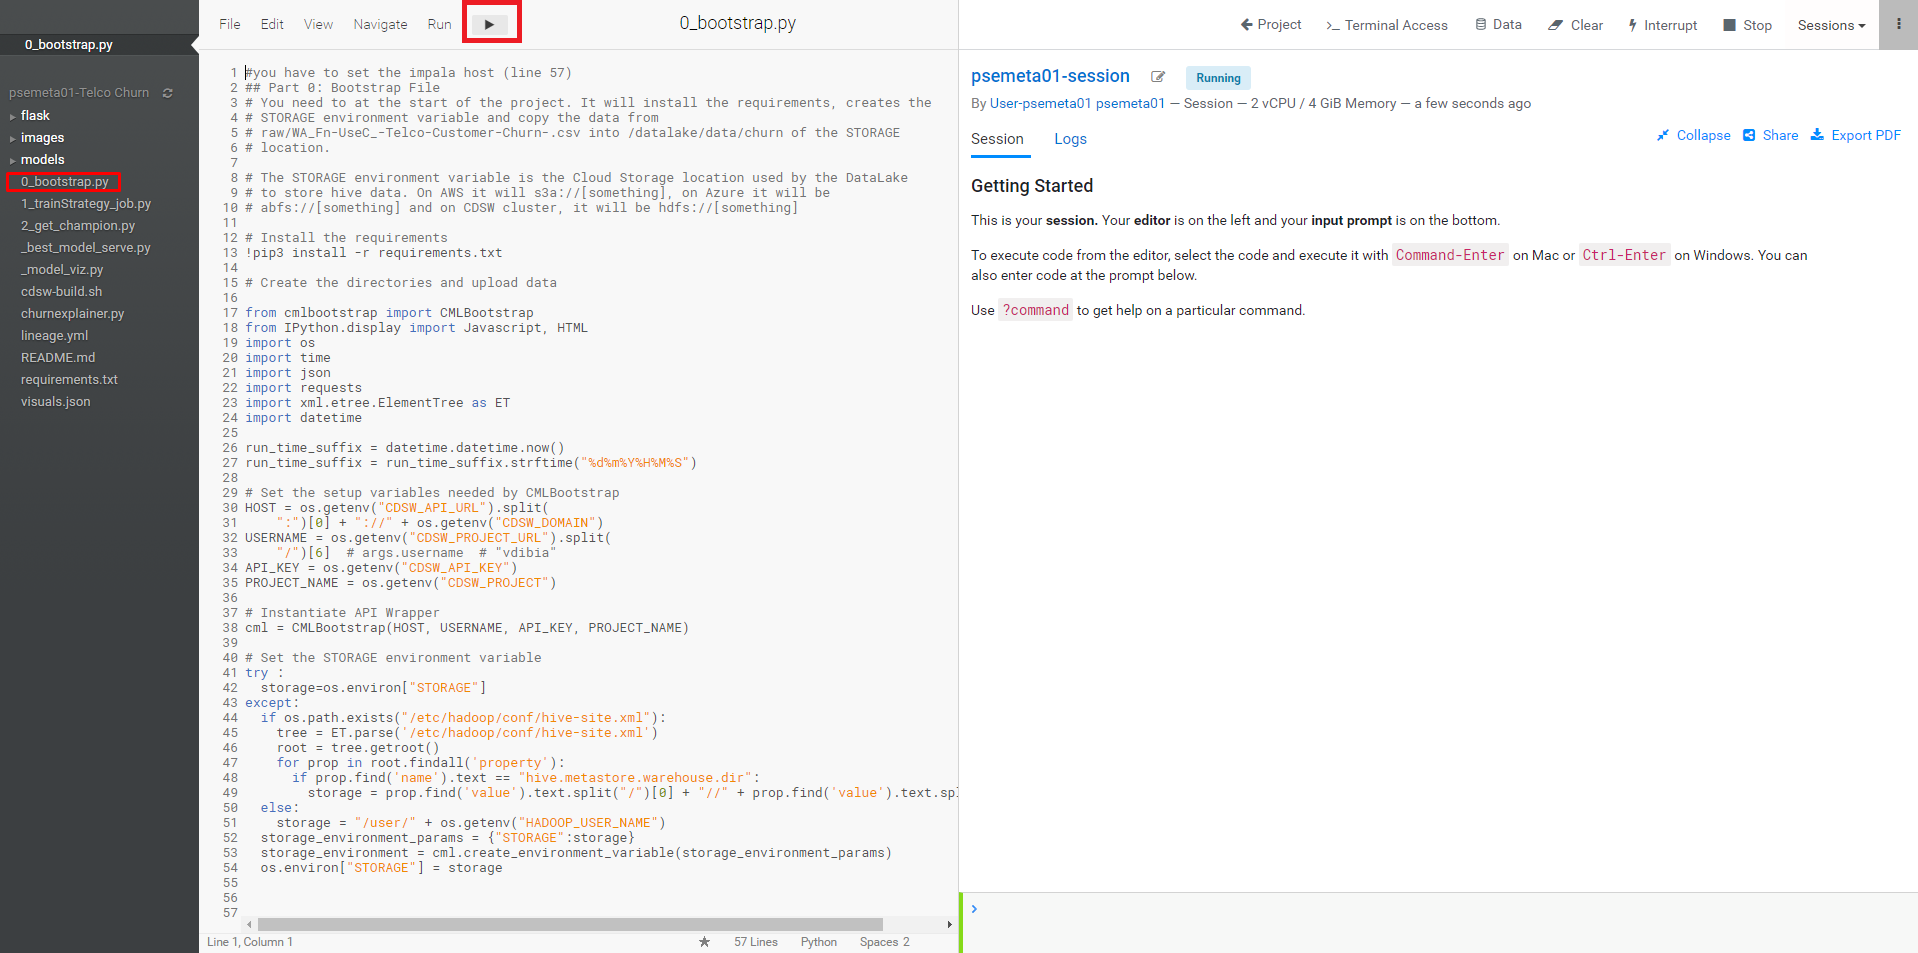 0_bootstrap.py
psemeta01-Telco Churn
flask
images
models
0_bootstrap.py
1_trainStrategy_job.py
2_get_champion.py
_best_model_serve.py
_model_viz.py
cdsw-build.sh
churnexplainer.py
lineage.yml
README.md
requirements.txt
visuals.json
File Edit View Navigate Run
0_bootstrap.py
1 #you have to set the impala host (line 57)
2 ## Part 0: Bootstrap File
3 # You need to at the start of the project. It will install the requirements, creates the
4 # STORAGE environment variable and copy the data from
5 # raw/WA_Fn-UseC_-Telco-Customer-Churn-.csv into /datalake/data/churn of the STORAGE
6 # location.
7
8 # The STORAGE environment variable is the Cloud Storage location used by the DataLake
9 # to store hive data. On AWS it will s3a://[something], on Azure it will be
10 # abfs://[something] and on CDSW cluster, it will be hdfs://[something]
11
12 # Install the requirements
13 !pip3 install -r requirements.txt
14
15 # Create the directories and upload data
16
17 from cmlbootstrap import CMLBootstrap
18 from IPython.display import Javascript, HTML
19 import os
20 import time
21 import json
22 import requests
23 import xml.etree.ElementTree as ET
24 import datetime
25
26 run_time_suffix = datetime.datetime.now()
27 run_time_suffix = run_time_suffix.strftime("%d%m%Y%H%M%S")
28
29 # Set the setup variables needed by CMLBootstrap
30 HOST = os.getenv("CDSW_API_URL").split(
31     ":")[0] + "://" + os.getenv("CDSW_DOMAIN")
32 USERNAME = os.getenv("CDSW_PROJECT_URL").split(
33     "/")[6]  # args.username  # "vdibia"
34 API_KEY = os.getenv("CDSW_API_KEY")
35 PROJECT_NAME = os.getenv("CDSW_PROJECT")
36
37 # Instantiate API Wrapper
38 cml = CMLBootstrap(HOST, USERNAME, API_KEY, PROJECT_NAME)
39
40 # Set the STORAGE environment variable
41 try :
42   storage=os.environ["STORAGE"]
43 except:
44   if os.path.exists("/etc/hadoop/conf/hive-site.xml"):
45     tree = ET.parse('/etc/hadoop/conf/hive-site.xml')
46     root = tree.getroot()
47     for prop in root.findall('property'):
48       if prop.find('name').text == "hive.metastore.warehouse.dir":
49         storage = prop.find('value').text.split("/")[0] + "//" + prop.find('value').text.spl
50   else:
51     storage = "/user/" + os.getenv("HADOOP_USER_NAME")
52   storage_environment_params = {"STORAGE":storage}
53   storage_environment = cml.create_environment_variable(storage_environment_params)
54   os.environ["STORAGE"] = storage
55
56
57
Line 1, Column 1 ★ 57 Lines Python Spaces 2
Project Terminal Access Data Clear Interrupt Stop Sessions
psemeta01-session Running
By User-psemeta01 psemeta01 — Session — 2 vCPU / 4 GiB Memory — a few seconds ago
Session Logs Collapse Share Export PDF
Getting Started
This is your session. Your editor is on the left and your input prompt is on the bottom.
To execute code from the editor, select the code and execute it with Command-Enter on Mac or Ctrl-Enter on Windows. You can
also enter code at the prompt below.
Use ?command to get help on a particular command.